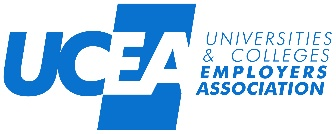 UCEA
UNIVERSITIES
& COLLEGES
EMPLOYERS
ASSOCIATION